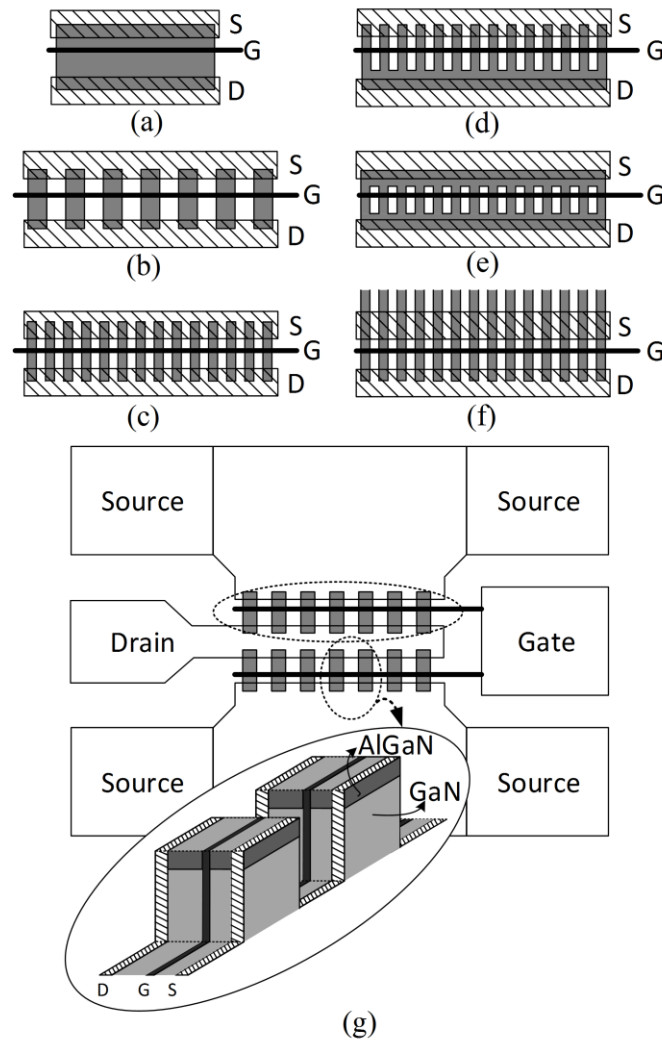 S
G
D
(a)
S
G
D
(d)
S
G
D
(b)
S
G
D
(e)
S
G
D
(c)
S
G
D
(f)
Source
Source
Drain
Gate
Source
Source
AlGaN
GaN
D G S
(g)